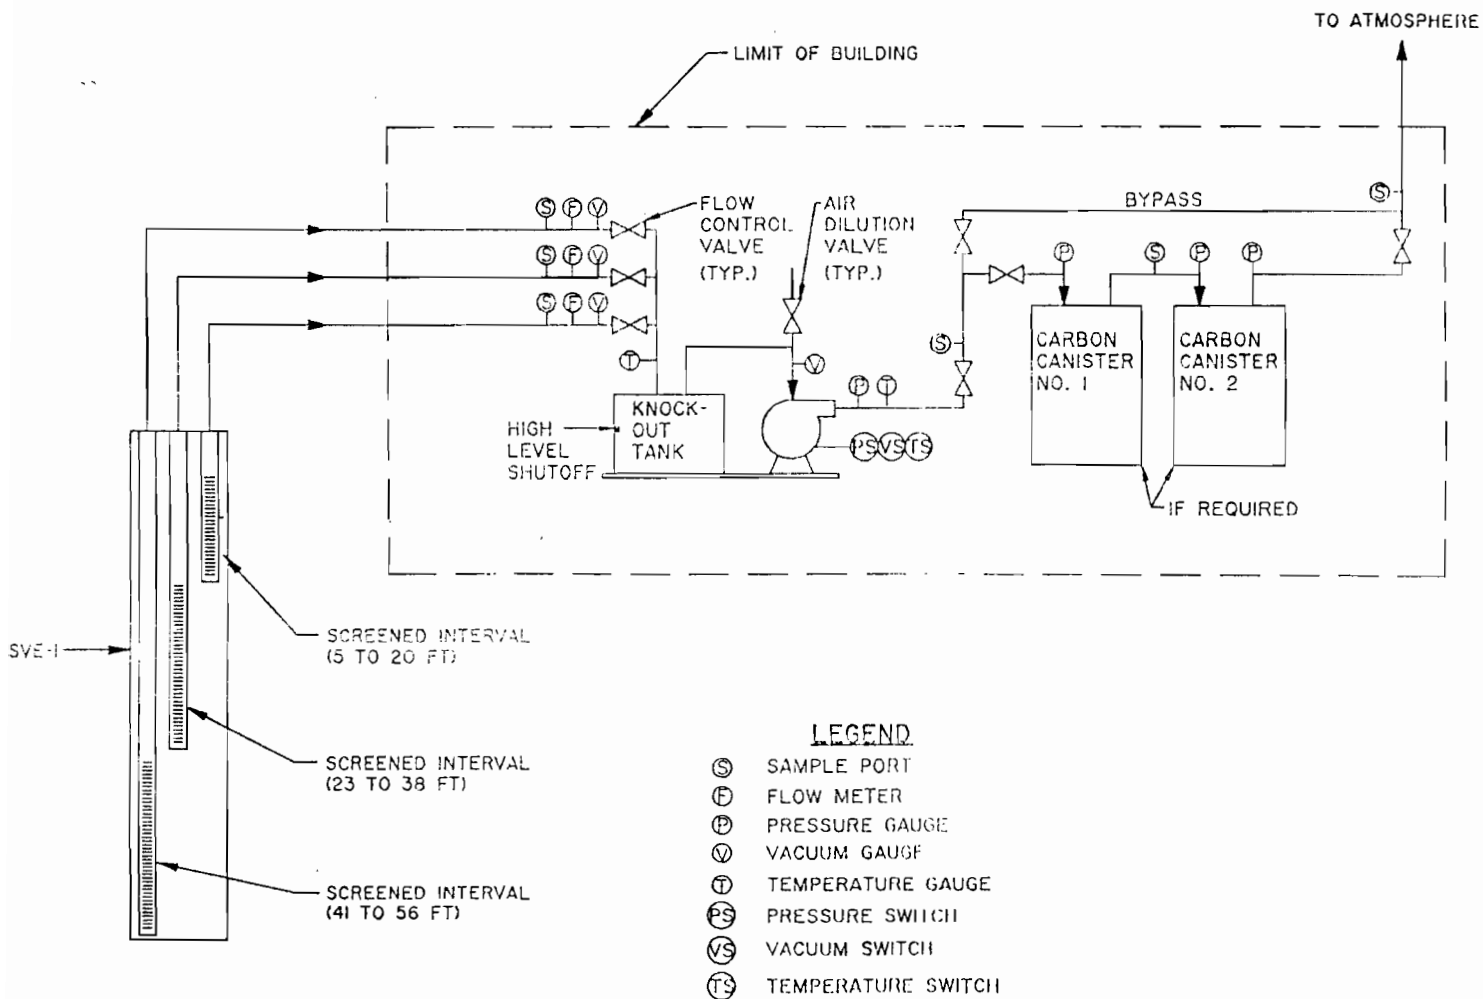 TO ATMOSPHERE
LIMIT OF BUILDING
S
BYPASS
S F V
FLOW
CONTROL
VALVE
(TYP.)
AIR
DILUTION
VALVE
(TYP.)
S F V
P
S
P
P
S F V
T
V
S
CARBON
CANISTER
NO. 1
CARBON
CANISTER
NO. 2
P T
KNOCK-
OUT
TANK
HIGH
LEVEL
SHUTOFF
PS VS TS
IF REQUIRED
SVE-1
SCREENED INTERVAL
(5 TO 20 FT)
SCREENED INTERVAL
(23 TO 38 FT)
SCREENED INTERVAL
(41 TO 56 FT)
LEGEND
S SAMPLE PORT
F FLOW METER
P PRESSURE GAUGE
V VACUUM GAUGE
T TEMPERATURE GAUGE
PS PRESSURE SWITCH
VS VACUUM SWITCH
TS TEMPERATURE SWITCH